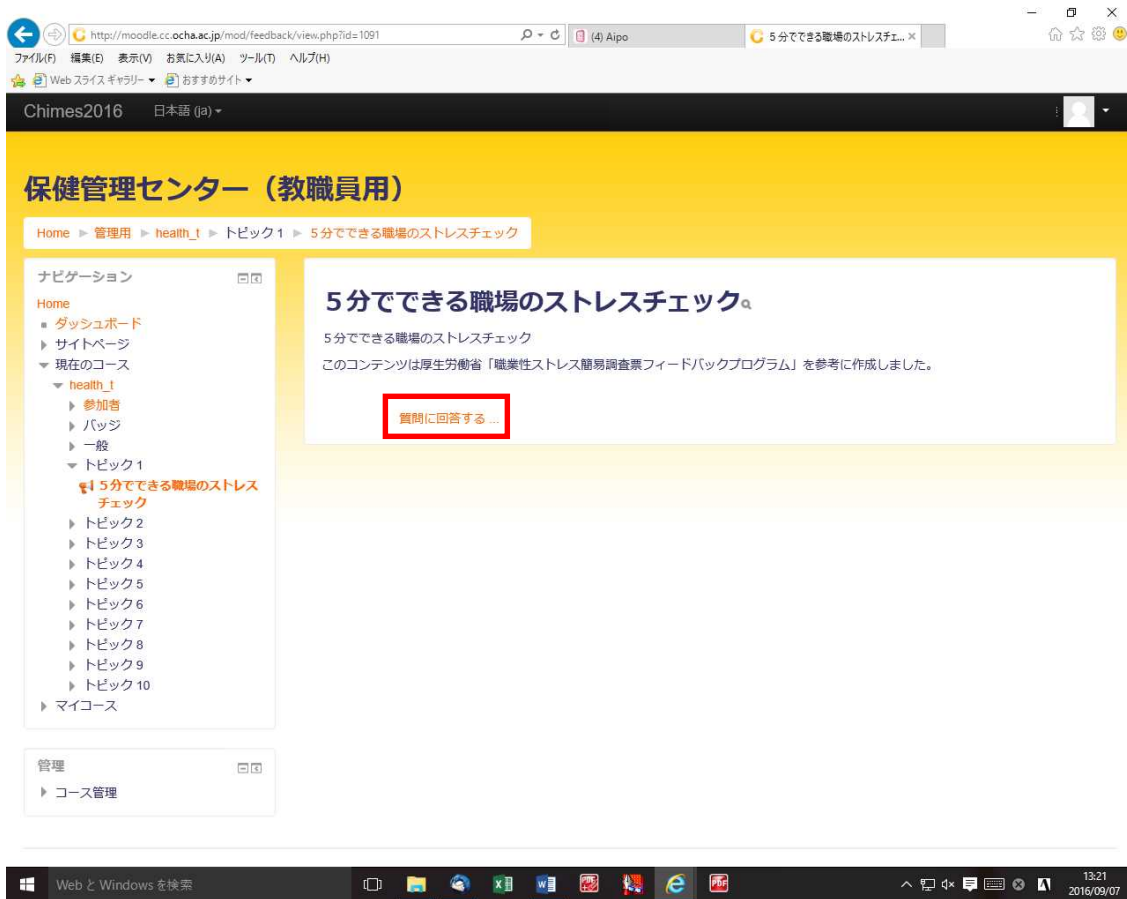 http://moodle.cc.ocha.ac.jp/mod/feedback/view.php?id=1091
(4) Aipo
5分でできる職場のストレスチェ...
ファイル(F) 編集(E) 表示(V) お気に入り(A) ツール(T) ヘルプ(H)
Web スライス ギャラリー おすすめサイト
Chimes2016 日本語 (ja)
保健管理センター（教職員用）
Home 管理用 health_t トピック 1 ５分でできる職場のストレスチェック
ナビゲーション
Home
ダッシュボード
サイトページ
現在のコース
health_t
参加者
バッジ
一般
トピック 1
５分でできる職場のストレス
チェック
トピック 2
トピック 3
トピック 4
トピック 5
トピック 6
トピック 7
トピック 8
トピック 9
トピック 10
マイコース
管理
コース管理
５分でできる職場のストレスチェック
５分でできる職場のストレスチェック
このコンテンツは厚生労働省「職業性ストレス簡易調査票フィードバックプログラム」を参考に作成しました。
質問に回答する ...
Web と Windows を検索
13:21
2016/09/07